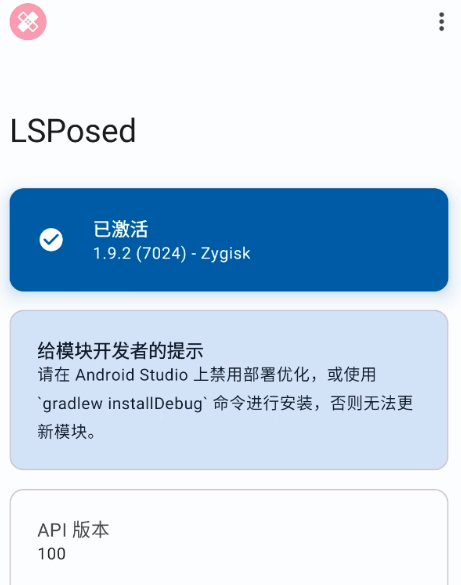 LSPosed
已激活
1.9.2 (7024) - Zygisk
给模块开发者的提示
请在 Android Studio 上禁用部署优化，或使用
`gradlew installDebug` 命令进行安装，否则无法更
新模块。
API 版本
100